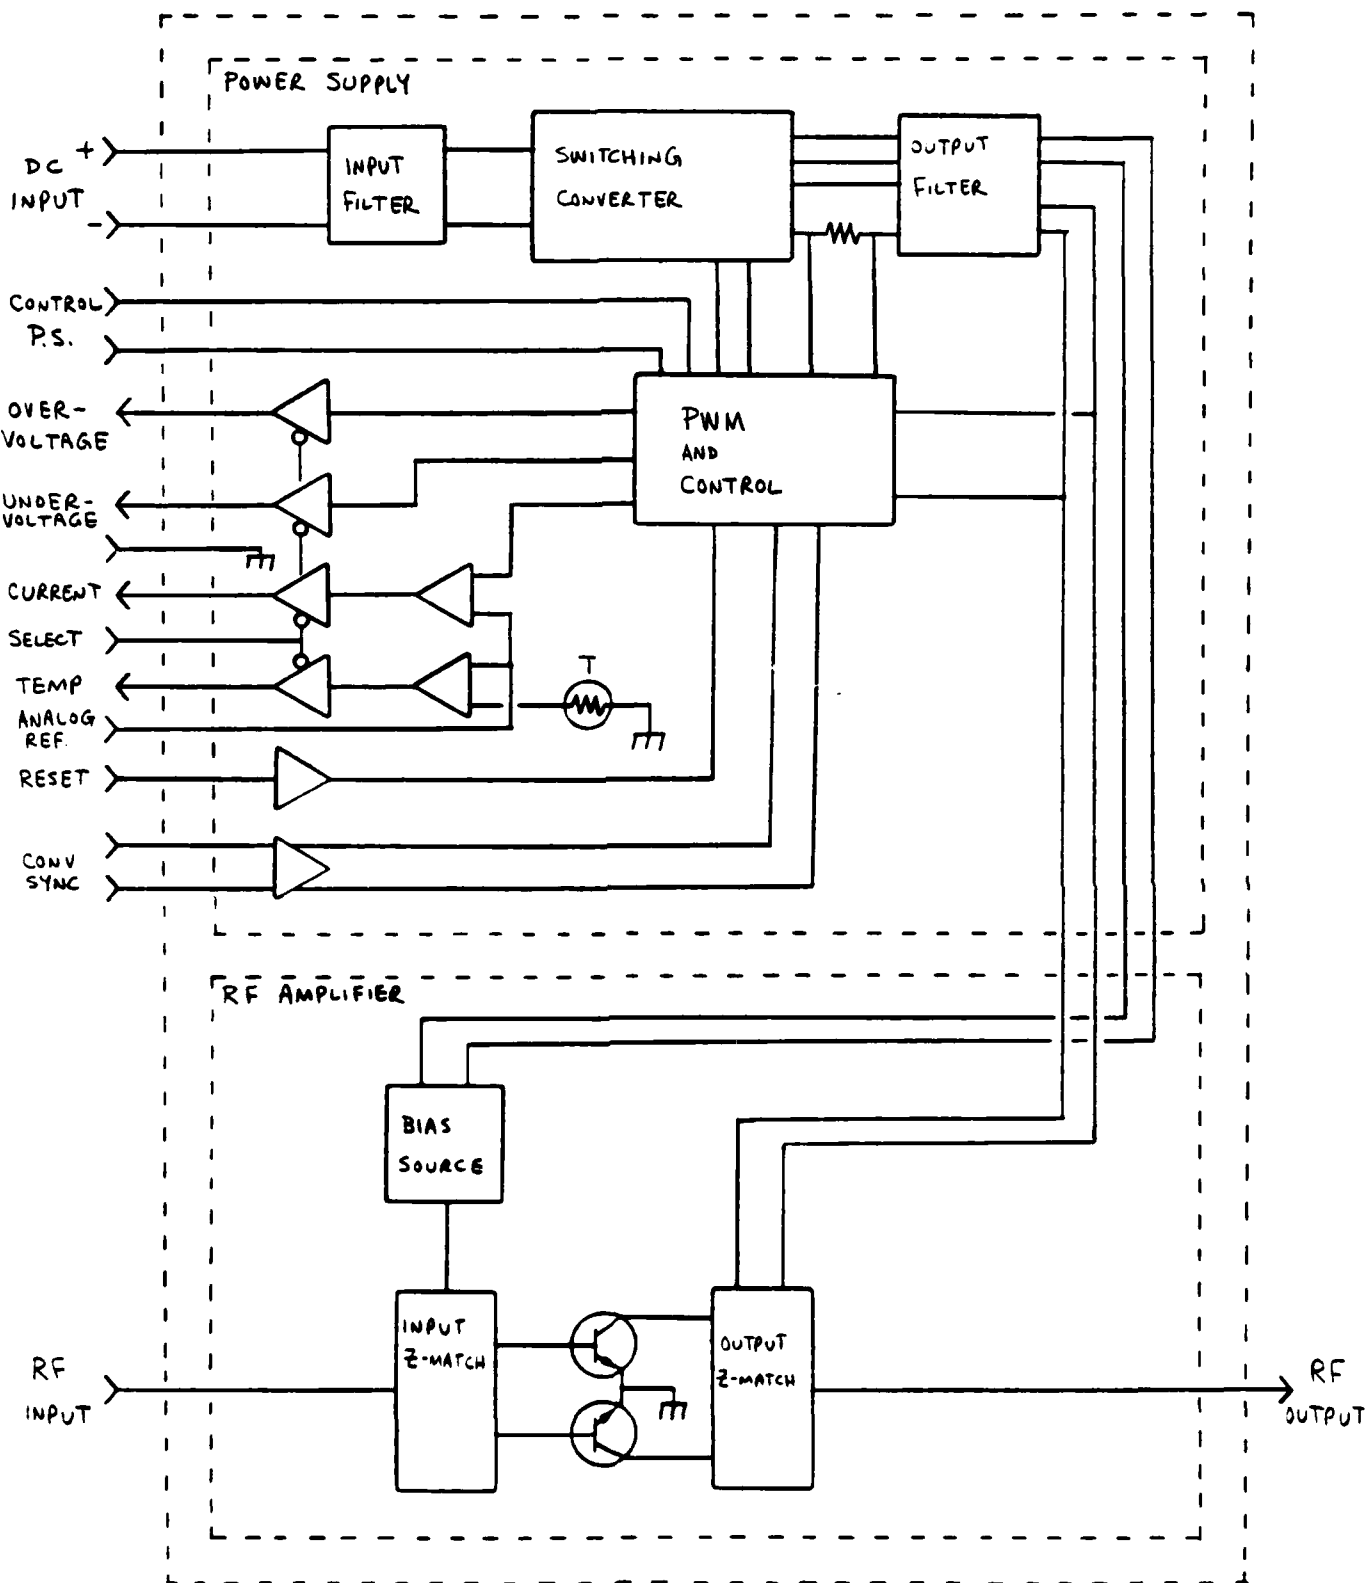 POWER SUPPLY
DC
INPUT
+
-
INPUT
FILTER
SWITCHING
CONVERTER
OUTPUT
FILTER
CONTROL
P.S.
OVER-
VOLTAGE
UNDER-
VOLTAGE
CURRENT
SELECT
TEMP
ANALOG
REF.
RESET
CONV
SYNC
PWM
AND
CONTROL
T
RF AMPLIFIER
BIAS
SOURCE
INPUT
Z-MATCH
OUTPUT
Z-MATCH
RF
INPUT
RF
OUTPUT